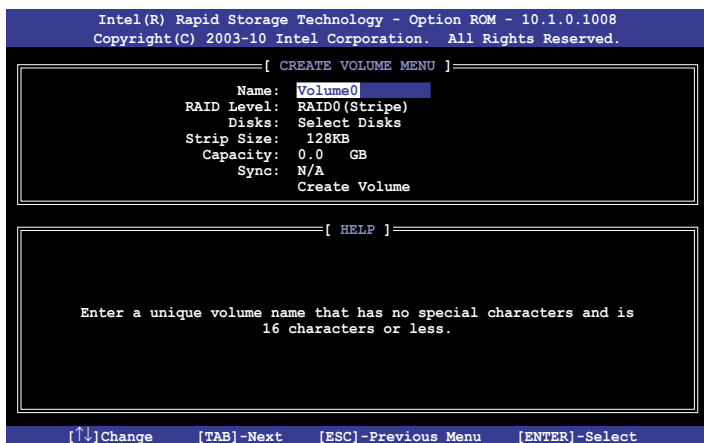 Intel(R) Rapid Storage Technology - Option ROM - 10.1.0.1008
Copyright(C) 2003-10 Intel Corporation. All Rights Reserved.
[ CREATE VOLUME MENU ]
Name: Volume0
RAID Level: RAID0(Stripe)
Disks: Select Disks
Strip Size: 128KB
Capacity: 0.0 GB
Sync: N/A
Create Volume
[ HELP ]
Enter a unique volume name that has no special characters and is
16 characters or less.
[↑↓]Change [TAB]-Next [ESC]-Previous Menu [ENTER]-Select